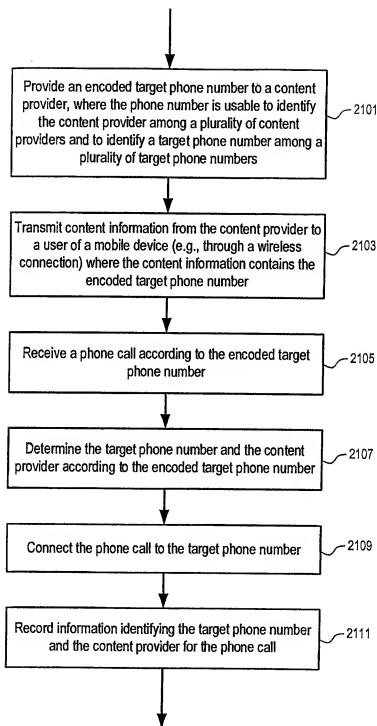 Provide an encoded target phone number to a content
provider, where the phone number is usable to identify
the content provider among a plurality of content
providers and to identify a target phone number among a
plurality of target phone numbers
2101
Transmit content information from the content provider to
a user of a mobile device (e.g., through a wireless
connection) where the content information contains the
encoded target phone number
2103
Receive a phone call according to the encoded target
phone number
2105
Determine the target phone number and the content
provider according to the encoded target phone number
2107
Connect the phone call to the target phone number
2109
Record information identifying the target phone number
and the content provider for the phone call
2111